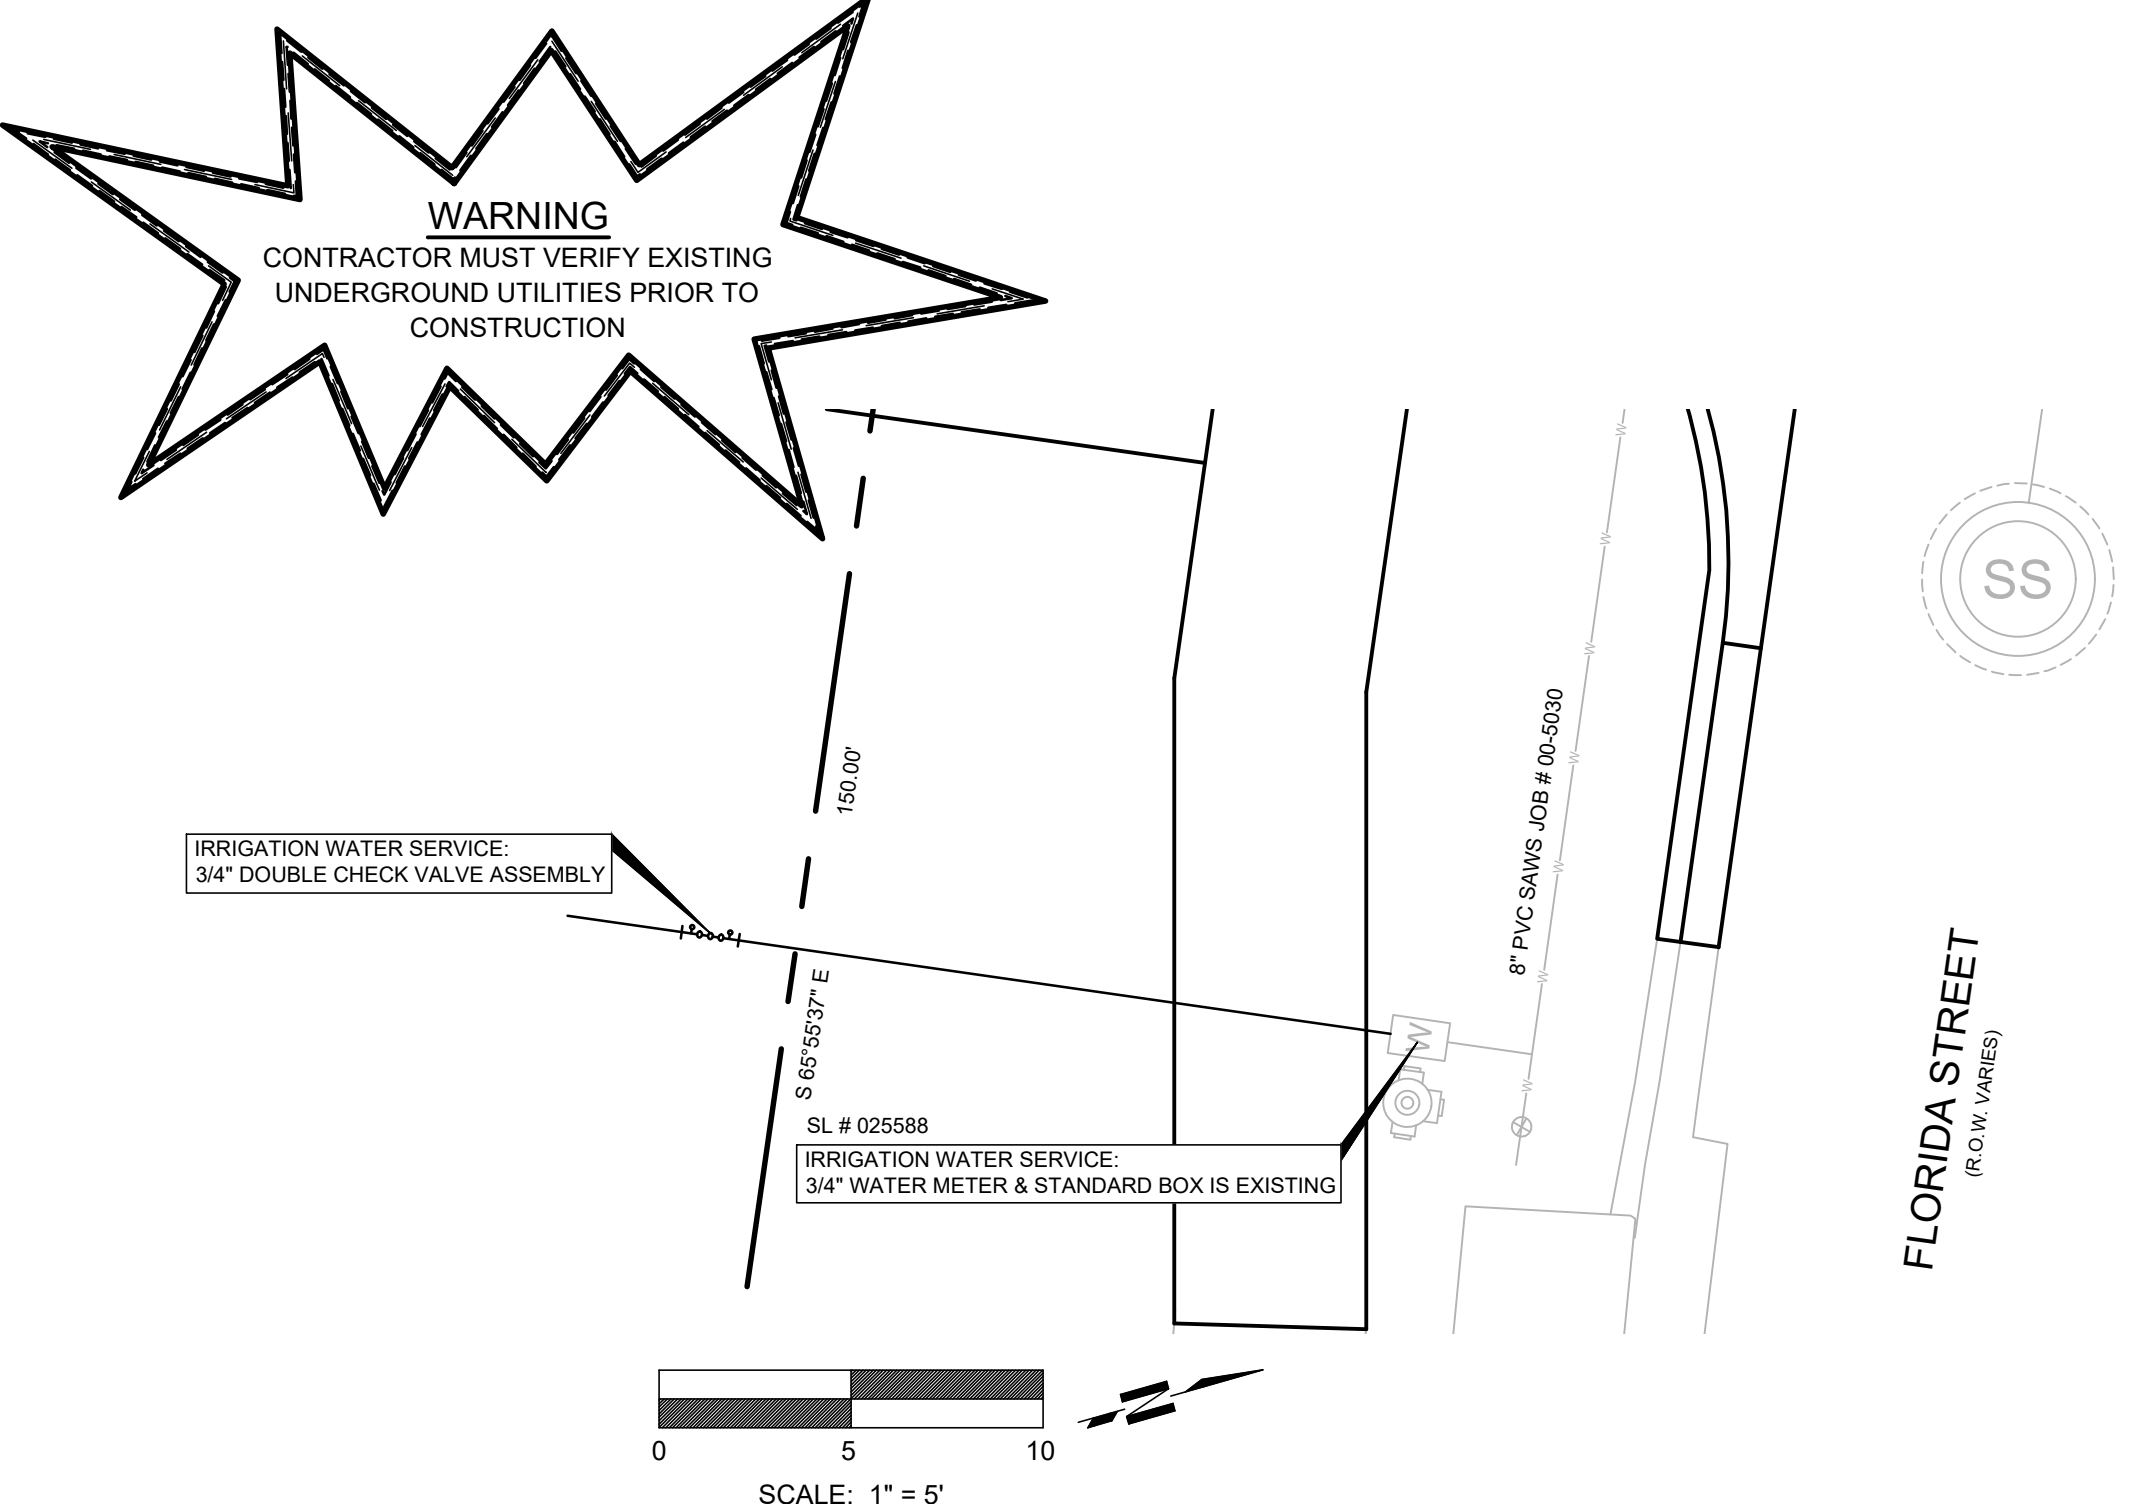 WARNING
CONTRACTOR MUST VERIFY EXISTING
UNDERGROUND UTILITIES PRIOR TO
CONSTRUCTION
W
W
SS
W
8" PVC SAWS JOB # 00-5030
150.00'
W
IRRIGATION WATER SERVICE:
3/4" DOUBLE CHECK VALVE ASSEMBLY
W
W
S 65°55'37" E
W
W
FLORIDA STREET
(R.O.W. VARIES)
SL # 025588
IRRIGATION WATER SERVICE:
3/4" WATER METER & STANDARD BOX IS EXISTING
N
0 5 10
SCALE: 1" = 5'